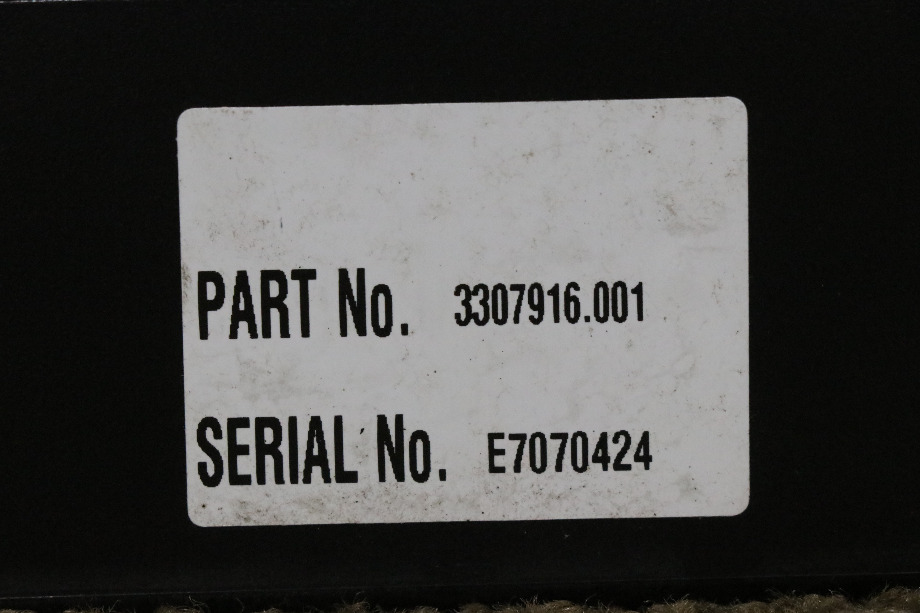 PART No. 3307916.001
SERIAL No. E7070424